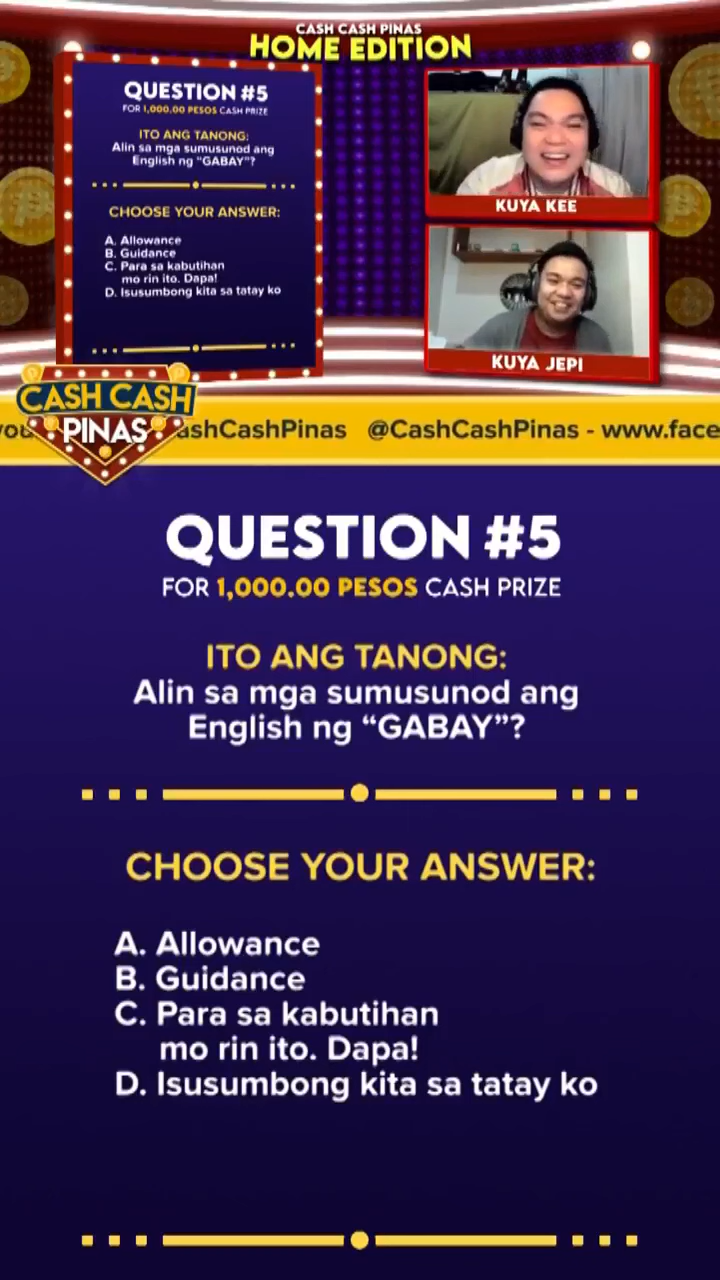 CASH CASH PINAS
HOME EDITION
QUESTION #5
FOR 1,000.00 PESOS CASH PRIZE
ITO ANG TANONG:
Alin sa mga sumusunod ang
English ng “GABAY”?
CHOOSE YOUR ANSWER:
A. Allowance
B. Guidance
C. Para sa kabutihan
mo rin ito. Dapa!
D. Isusumbong kita sa tatay ko
KUYA KEE
KUYA JEPI
CASH CASH
PINAS
ashCashPinas @CashCashPinas - www.face
QUESTION #5
FOR 1,000.00 PESOS CASH PRIZE
ITO ANG TANONG:
Alin sa mga sumusunod ang
English ng “GABAY”?
CHOOSE YOUR ANSWER:
A. Allowance
B. Guidance
C. Para sa kabutihan
mo rin ito. Dapa!
D. Isusumbong kita sa tatay ko